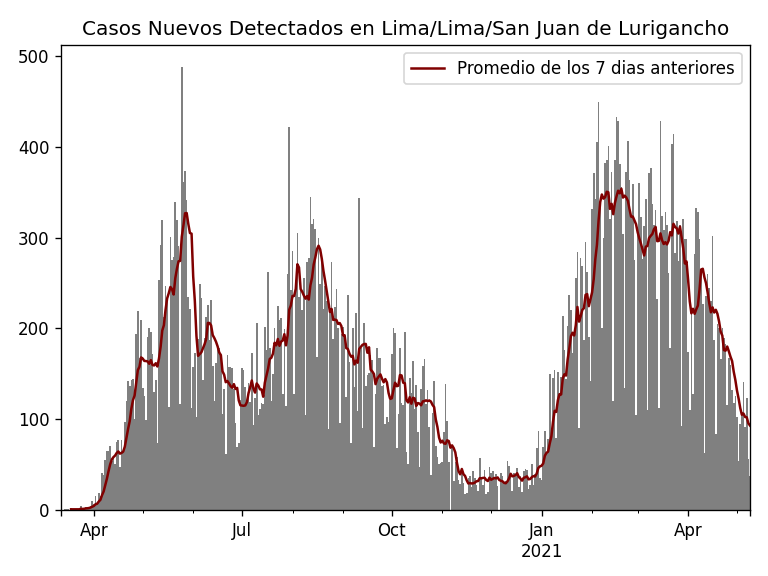 Casos Nuevos Detectados en Lima/Lima/San Juan de Lurigancho
Promedio de los 7 dias anteriores
500
400
300
200
100
0
Apr
Jul
Oct
Jan
2021
Apr